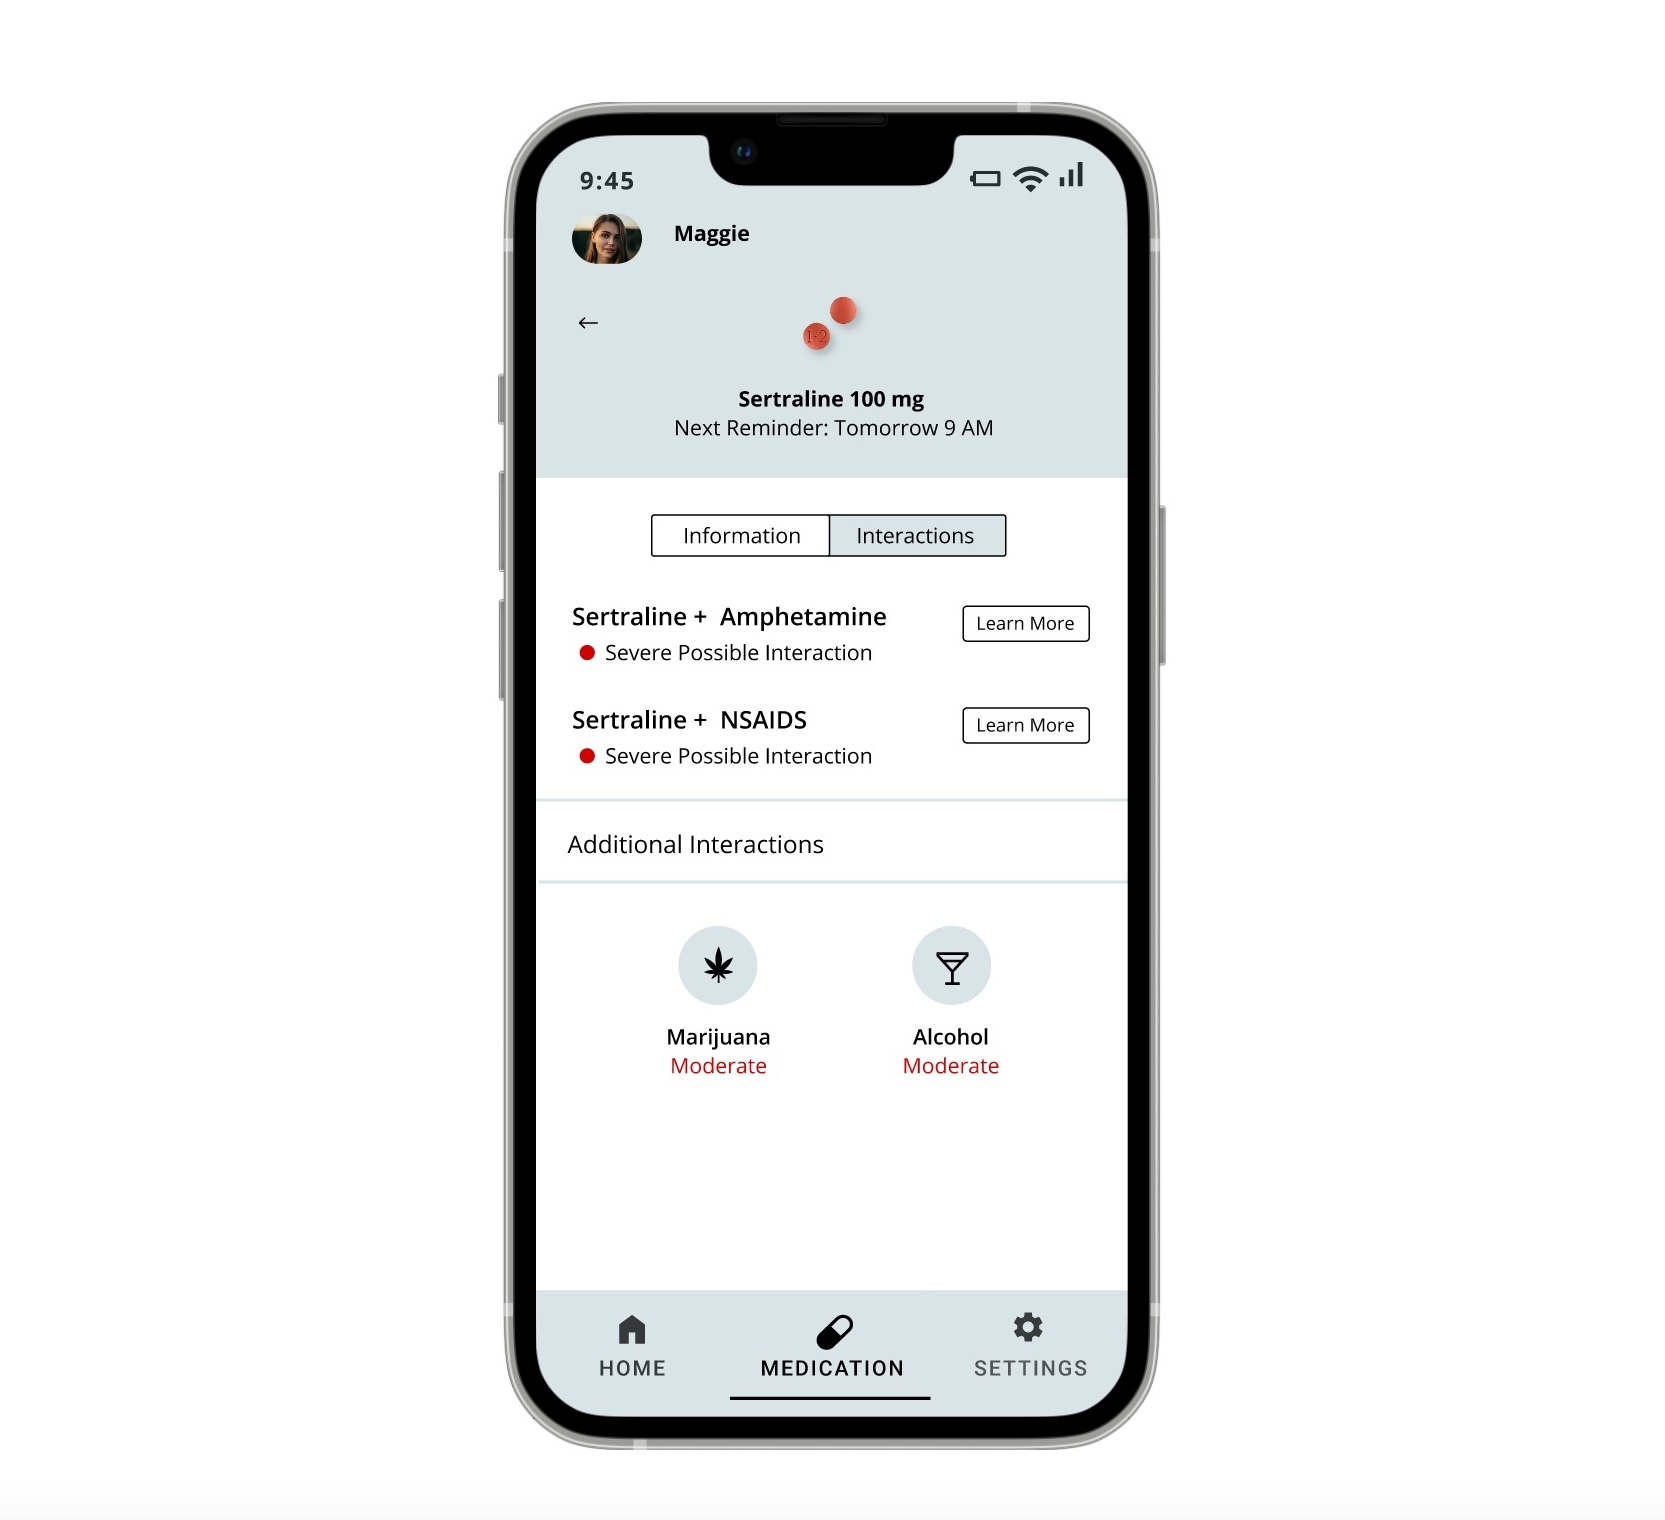 9:45
Maggie
I-2
Sertraline 100 mg
Next Reminder: Tomorrow 9 AM
Information
Interactions
Sertraline + Amphetamine
Learn More
Severe Possible Interaction
Sertraline + NSAIDS
Learn More
Severe Possible Interaction
Additional Interactions
Marijuana
Alcohol
Moderate
Moderate
HOME
MEDICATION
SETTINGS